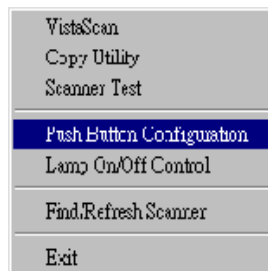 VistaScan
Copy Utility
Scanner Test
Push Button Configuration
Lamp On/Off Control
Find/Refresh Scanner
Exit